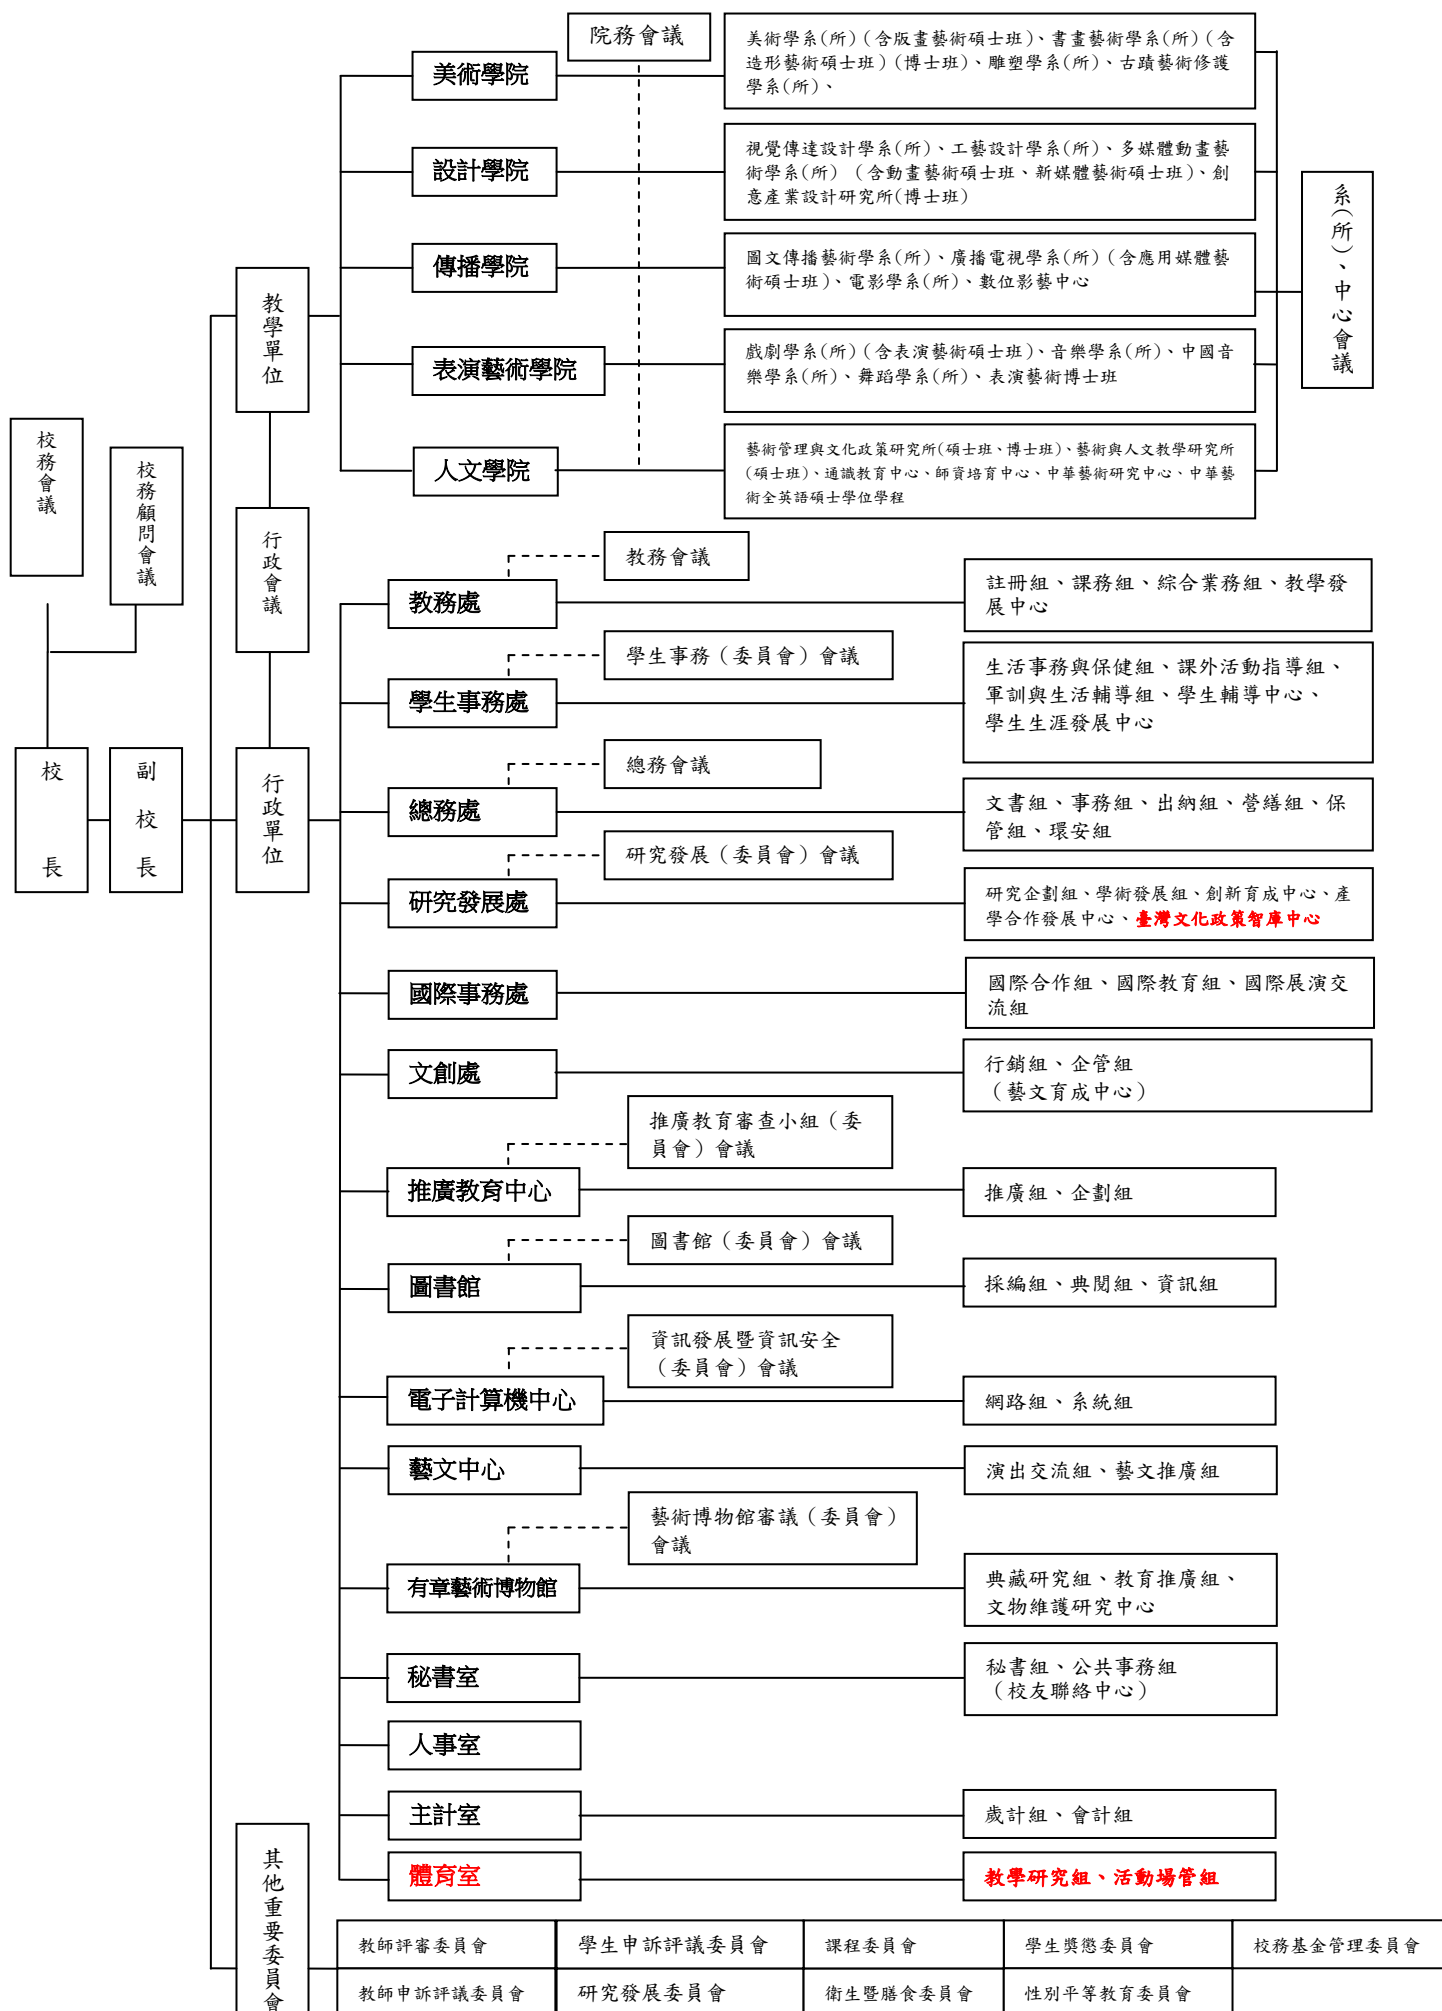 院務會議
美術學院
美術學系(所)(含版畫藝術碩士班)、書畫藝術學系(所)(含
造形藝術碩士班)(博士班)、雕塑學系(所)、古蹟藝術修護
學系(所)、
設計學院
視覺傳達設計學系(所)、工藝設計學系(所)、多媒體動畫藝
術學系(所) (含動畫藝術碩士班、新媒體藝術碩士班)、創
意產業設計研究所(博士班)
傳播學院
圖文傳播藝術學系(所)、廣播電視學系(所)(含應用媒體藝
術碩士班)、電影學系(所)、數位影藝中心
表演藝術學院
戲劇學系(所)(含表演藝術碩士班)、音樂學系(所)、中國音
樂學系(所)、舞蹈學系(所)、表演藝術博士班
人文學院
藝術管理與文化政策研究所(碩士班、博士班)、藝術與人文教學研究所
(碩士班)、通識教育中心、師資培育中心、中華藝術研究中心、中華藝
術全英語碩士學位學程
系(所)、中心會議
教學單位
校務會議
校務顧問會議
行政會議
校長
副校長
行政單位
教務會議
教務處
註冊組、課務組、綜合業務組、教學發
展中心
學生事務（委員會）會議
學生事務處
生活事務與保健組、課外活動指導組、
軍訓與生活輔導組、學生輔導中心、
學生生涯發展中心
總務會議
總務處
文書組、事務組、出納組、營繕組、保
管組、環安組
研究發展（委員會）會議
研究發展處
研究企劃組、學術發展組、創新育成中心、產
學合作發展中心、臺灣文化政策智庫中心
國際事務處
國際合作組、國際教育組、國際展演交
流組
文創處
行銷組、企管組
（藝文育成中心）
推廣教育審查小組（委
員會）會議
推廣教育中心
推廣組、企劃組
圖書館（委員會）會議
圖書館
採編組、典閱組、資訊組
資訊發展暨資訊安全
（委員會）會議
電子計算機中心
網路組、系統組
藝文中心
演出交流組、藝文推廣組
藝術博物館審議（委員會）
會議
有章藝術博物館
典藏研究組、教育推廣組、
文物維護研究中心
秘書室
秘書組、公共事務組
（校友聯絡中心）
人事室
主計室
歲計組、會計組
體育室
教學研究組、活動場管組
其他重要委員會
教師評審委員會
學生申訴評議委員會
課程委員會
學生獎懲委員會
校務基金管理委員會
教師申訴評議委員會
研究發展委員會
衛生暨膳食委員會
性別平等教育委員會